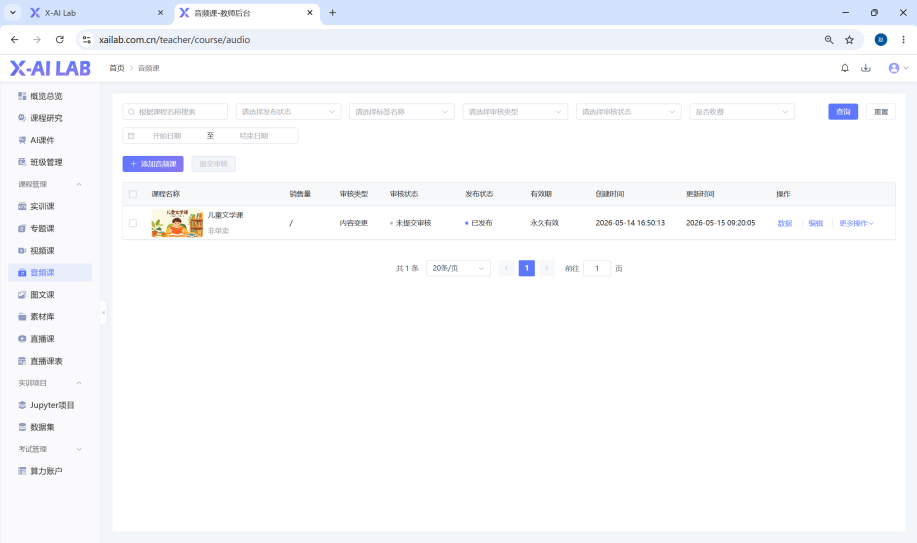 X-AI Lab
音频课-教师后台
xailab.com.cn/teacher/course/audio
X-AI LAB
首页 > 音频课
概览总览
课程研究
AI课件
班级管理
课程管理
实训课
专题课
视频课
音频课
图文课
素材库
直播课
直播课表
实训项目
Jupyter项目
数据集
考试管理
算力账户
根据课程名称搜索 请选择发布状态 请选择标签名称 请选择审核类型 请选择审核状态 是否收费 查询 重置
开始日期 至 结束日期
+ 添加音频课 提交审核
课程名称 销售量 审核类型 审核状态 发布状态 有效期 创建时间 更新时间 操作
儿童文学课
儿童文学课
非单卖
/ 内容变更 未提交审核 已发布 永久有效 2026-05-14 16:50:13 2026-05-15 09:20:05 数据 编辑 更多操作
共 1 条 20条/页 1 前往 1 页